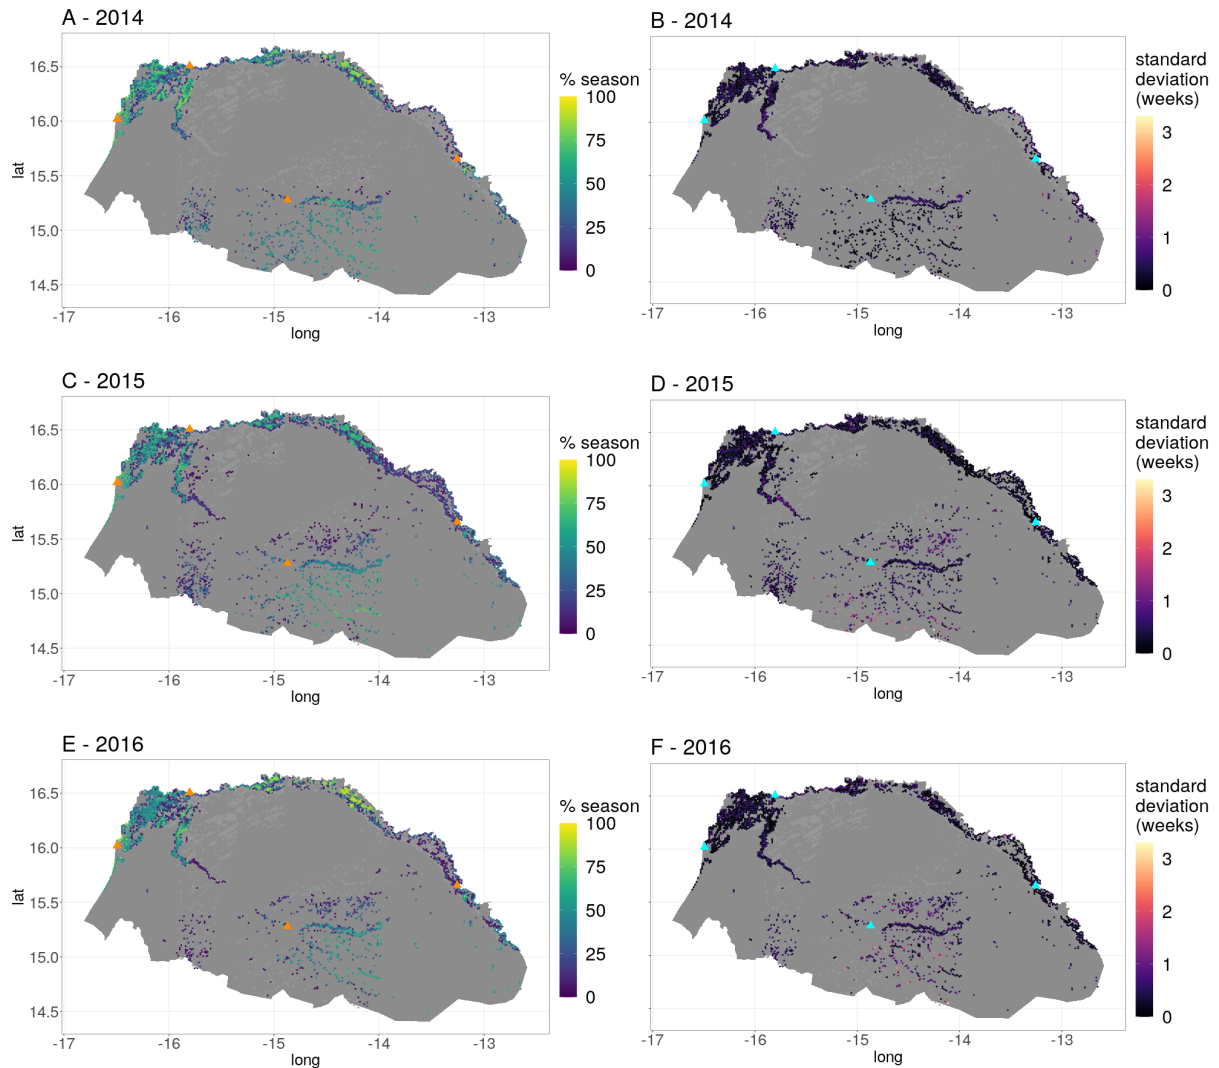 A - 2014
16.5
16.0
15.5
15.0
14.5
lat
-17
-16
-15
-14
-13
long
% season
100
75
50
25
0
B - 2014
-17
-16
-15
-14
-13
long
standard
deviation
(weeks)
3
2
1
0
C - 2015
16.5
16.0
15.5
15.0
14.5
lat
-17
-16
-15
-14
-13
long
% season
100
75
50
25
0
D - 2015
-17
-16
-15
-14
-13
long
standard
deviation
(weeks)
3
2
1
0
E - 2016
16.5
16.0
15.5
15.0
14.5
lat
-17
-16
-15
-14
-13
long
% season
100
75
50
25
0
F - 2016
-17
-16
-15
-14
-13
long
standard
deviation
(weeks)
3
2
1
0